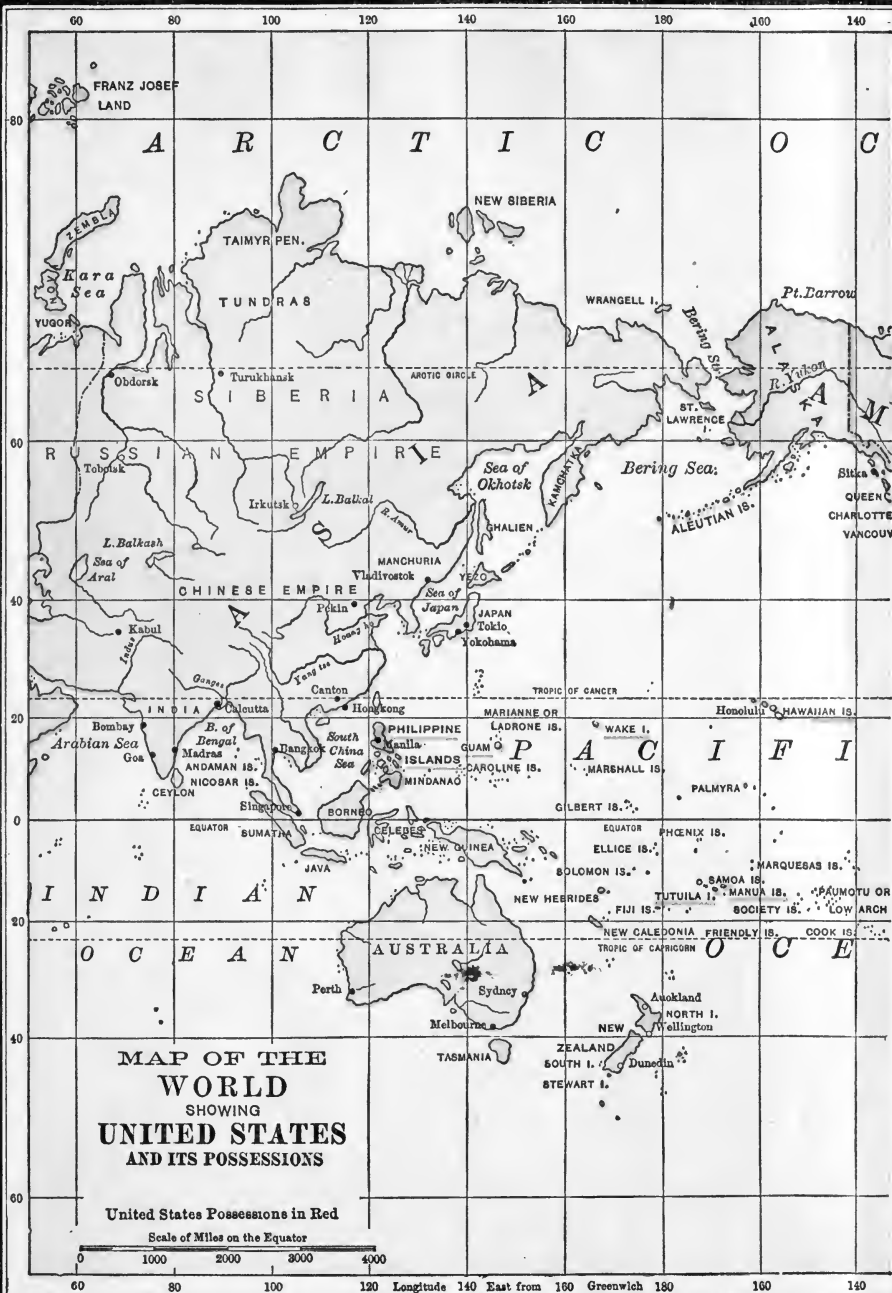 60 80 100 120 140 160 180 160 140
FRANZ JOSEF
LAND
80
A R C T I C O C
NEW SIBERIA
NOV ZEMBLA
TAIMYR PEN.
Kara
Sea
TUNDRAS
WRANGELL I.
Pt. Barrow
Bering St.
YUGOR
ALASKA
R. Yukon
Obdorsk
Turukhansk
ARCTIC CIRCLE
A
A M
SIBERIA
ST.
LAWRENCE
I.
60
RUSSIAN EMPIRE
I
Tobolsk
Sea of
Okhotsk
KAMCHATKA
Bering Sea
Sitka
Irkutsk
L. Baikal
QUEEN
CHARLOTTE
VANCOUV
ALEUTIAN IS.
R. Amur
GHALIEN
S
L. Balkash
Sea of
Aral
MANCHURIA
Vladivostok
YEZO
CHINESE EMPIRE
Sea of
Japan
40
A
Pekin
JAPAN
Tokio
Hoang ho
Yokohama
Kabul
Indus
Yang tse
Ganges
Canton
TROPIC OF CANCER
INDIA
Calcutta
Hongkong
Honolulu
HAWAIIAN IS.
20
Bombay
B. of
Bengal
South
China
Sea
PHILIPPINE
ISLANDS
Manila
MARIANNE OR
LADRONE IS.
WAKE I.
Arabian Sea
Goa
Madras
Bangkok
GUAM
P A C I F I
ANDAMAN IS.
NICOBAR IS.
MINDANAO
CAROLINE IS.
MARSHALL IS.
CEYLON
PALMYRA
Singapore
BORNEO
GILBERT IS.
0
EQUATOR
SUMATRA
CELEBES
EQUATOR
PHŒNIX IS.
NEW GUINEA
ELLICE IS.
JAVA
SOLOMON IS.
MARQUESAS IS.
SAMOA IS.
I N D I A N
NEW HEBRIDES
TUTUILA I.
MANUA IS.
PAUMOTU OR
FIJI IS.
SOCIETY IS.
LOW ARCH
20
NEW CALEDONIA
FRIENDLY IS.
COOK IS.
O C E A N
AUSTRALIA
TROPIC OF CAPRICORN
O C E
Perth
Sydney
Auckland
NORTH I.
40
Melbourne
NEW
ZEALAND
Wellington
TASMANIA
SOUTH I.
Dunedin
STEWART I.
MAP OF THE
WORLD
SHOWING
UNITED STATES
AND ITS POSSESSIONS
60
United States Possessions in Red
Scale of Miles on the Equator
0 1000 2000 3000 4000
60 80 100 120 Longitude 140 East from 160 Greenwich 180 160 140